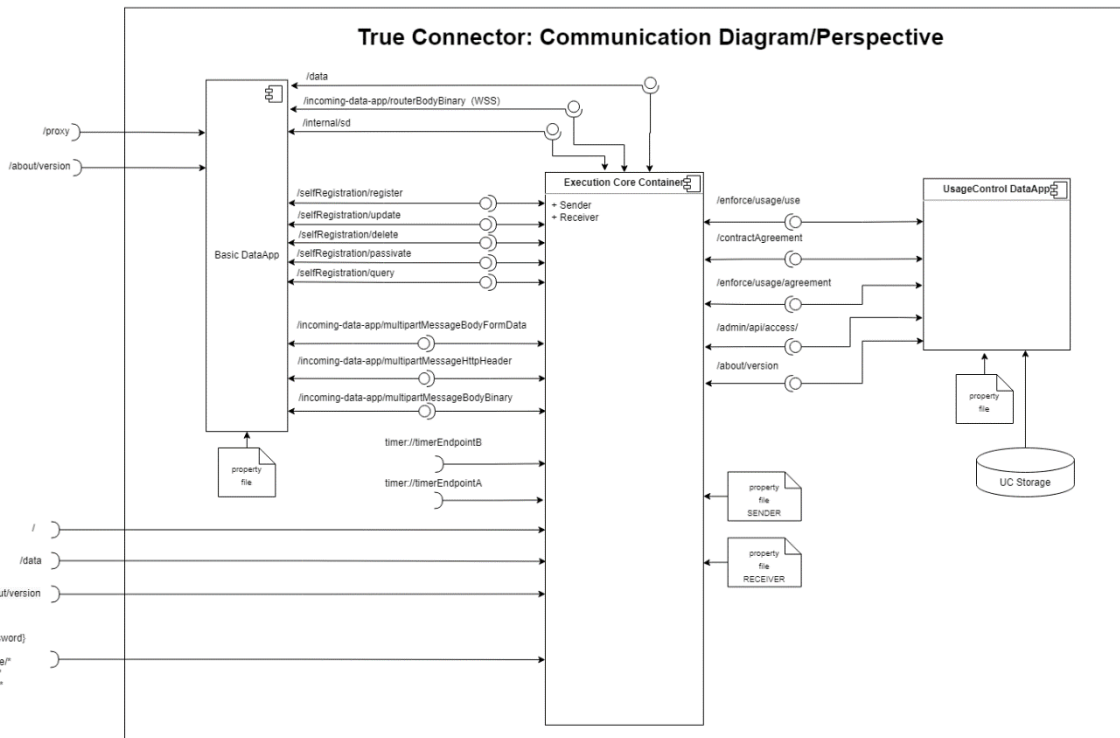 True Connector: Communication Diagram/Perspective
/data
/incoming-data-app/routerBodyBinary (WSS)
/internal/sd
/proxy
/about/version
Execution Core Container
+ Sender
+ Receiver
UsageControl DataApp
/selfRegistration/register
/selfRegistration/update
/selfRegistration/delete
/selfRegistration/passivate
/selfRegistration/query
Basic DataApp
/enforce/usage/use
/contractAgreement
/enforce/usage/agreement
/admin/api/access/
/about/version
/incoming-data-app/multipartMessageBodyFormData
/incoming-data-app/multipartMessageHttpHeader
/incoming-data-app/multipartMessageBodyBinary
property
file
property
file
UC Storage
timer://timerEndpointB
timer://timerEndpointA
property
file
SENDER
property
file
RECEIVER
/
/data
ut/version
sword}
e/*